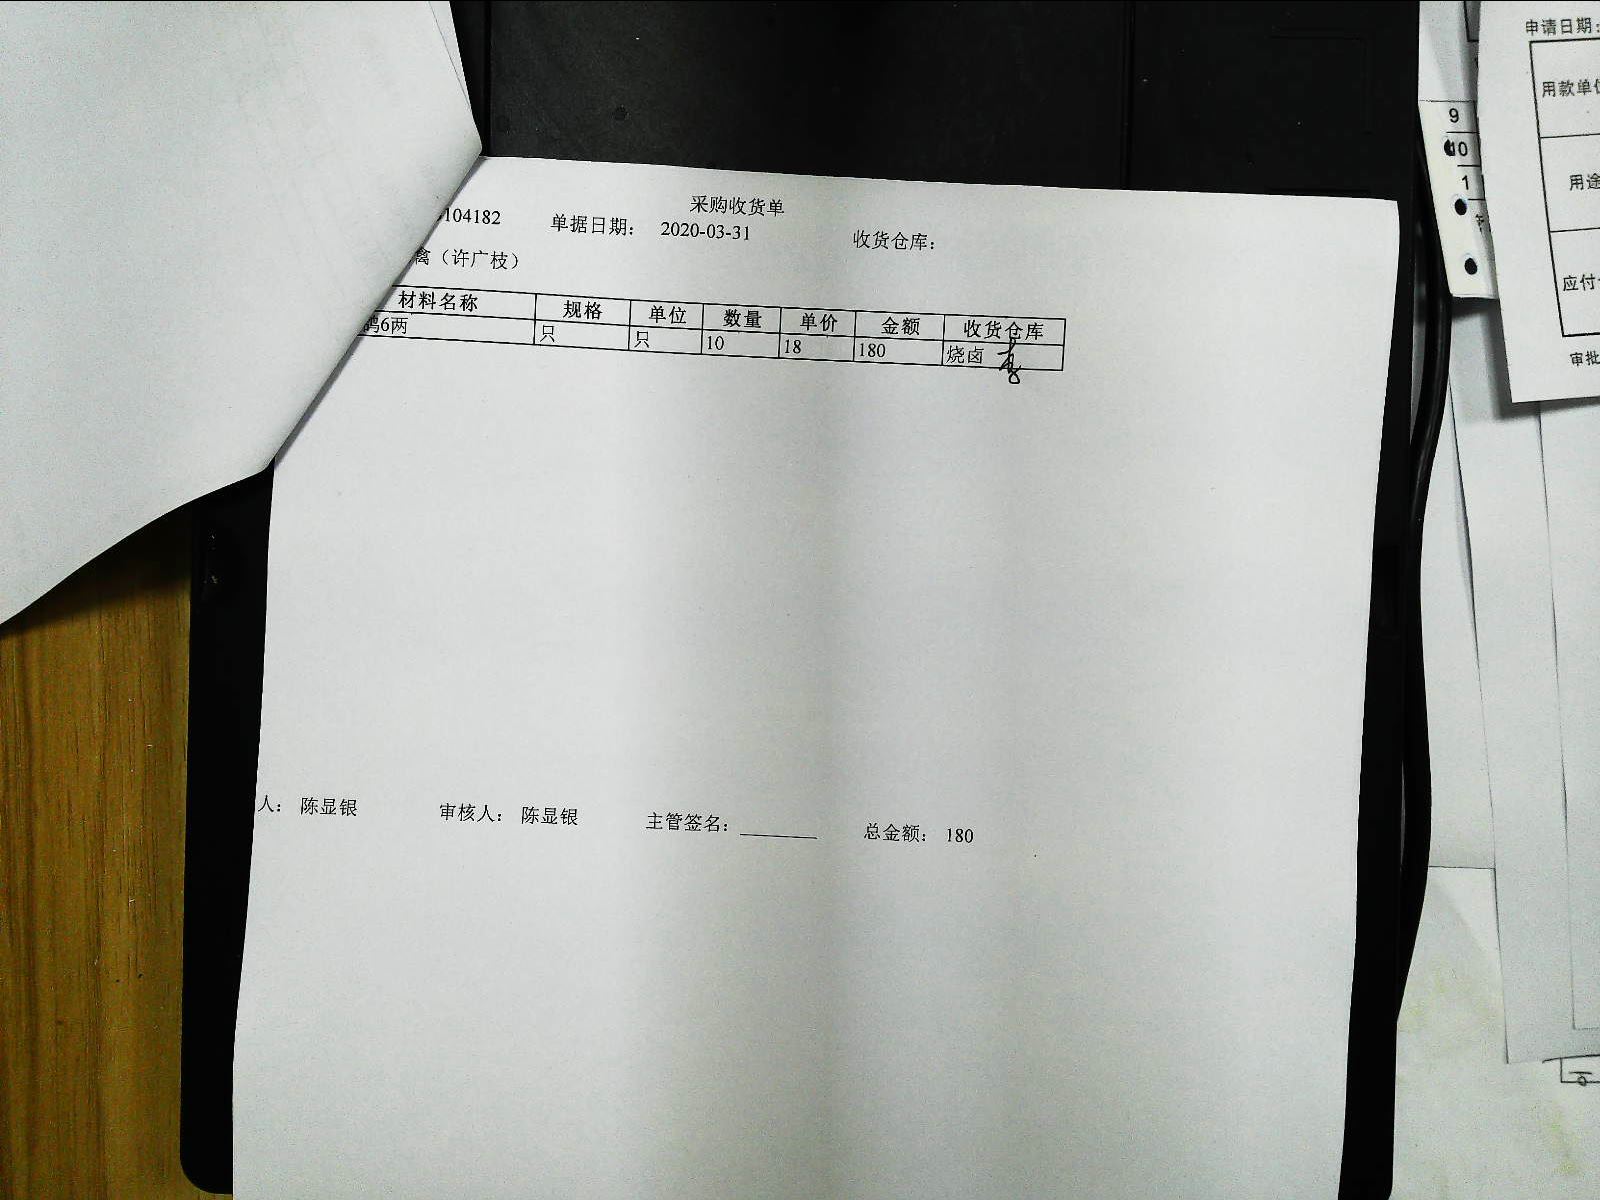 采购收货单
104182 单据日期： 2020-03-31 收货仓库：
禽（许广枝）
材料名称 规格 单位 数量 单价 金额 收货仓库
鸽6两 只 只 10 18 180 烧卤
人： 陈显银 审核人： 陈显银 主管签名： 总金额： 180
申请日期：
用款单位
用途
应付
审批
9
10
1